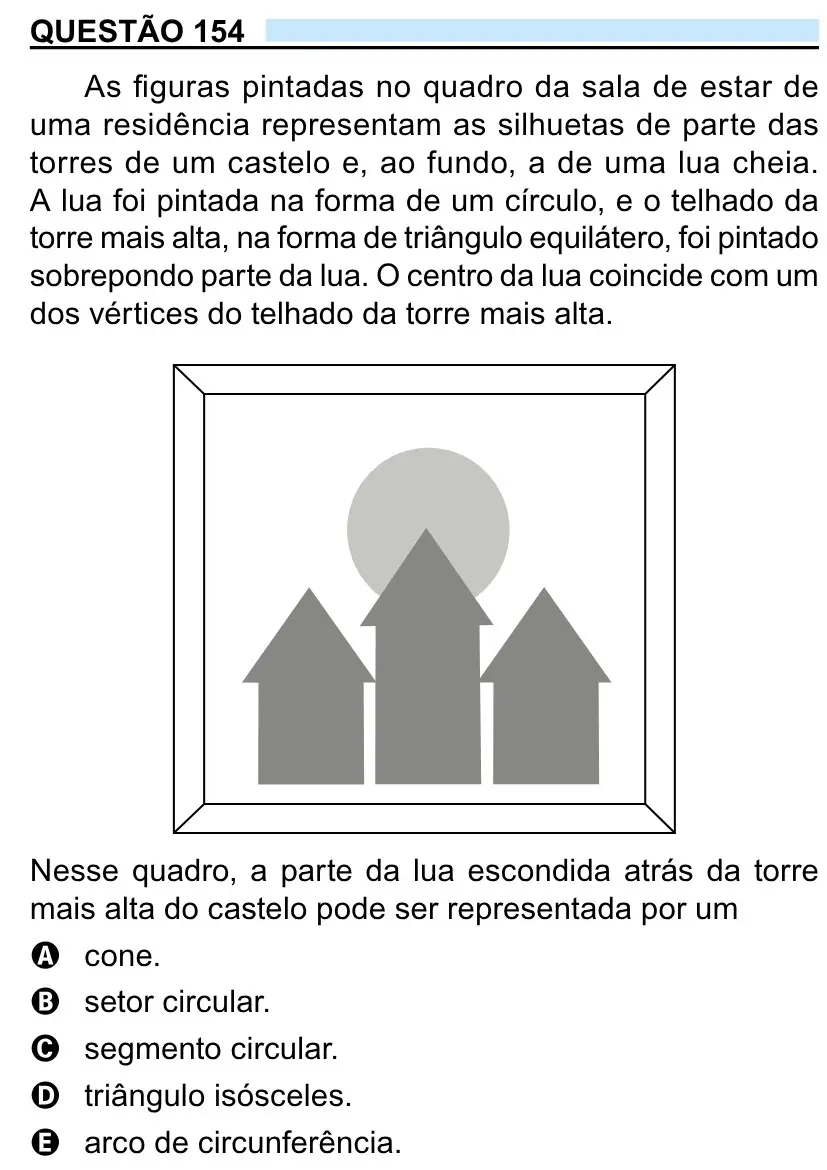 QUESTÃO 154
As figuras pintadas no quadro da sala de estar de
uma residência representam as silhuetas de parte das
torres de um castelo e, ao fundo, a de uma lua cheia.
A lua foi pintada na forma de um círculo, e o telhado da
torre mais alta, na forma de triângulo equilátero, foi pintado
sobrepondo parte da lua. O centro da lua coincide com um
dos vértices do telhado da torre mais alta.
Nesse quadro, a parte da lua escondida atrás da torre
mais alta do castelo pode ser representada por um
A cone.
B setor circular.
C segmento circular.
D triângulo isósceles.
E arco de circunferência.